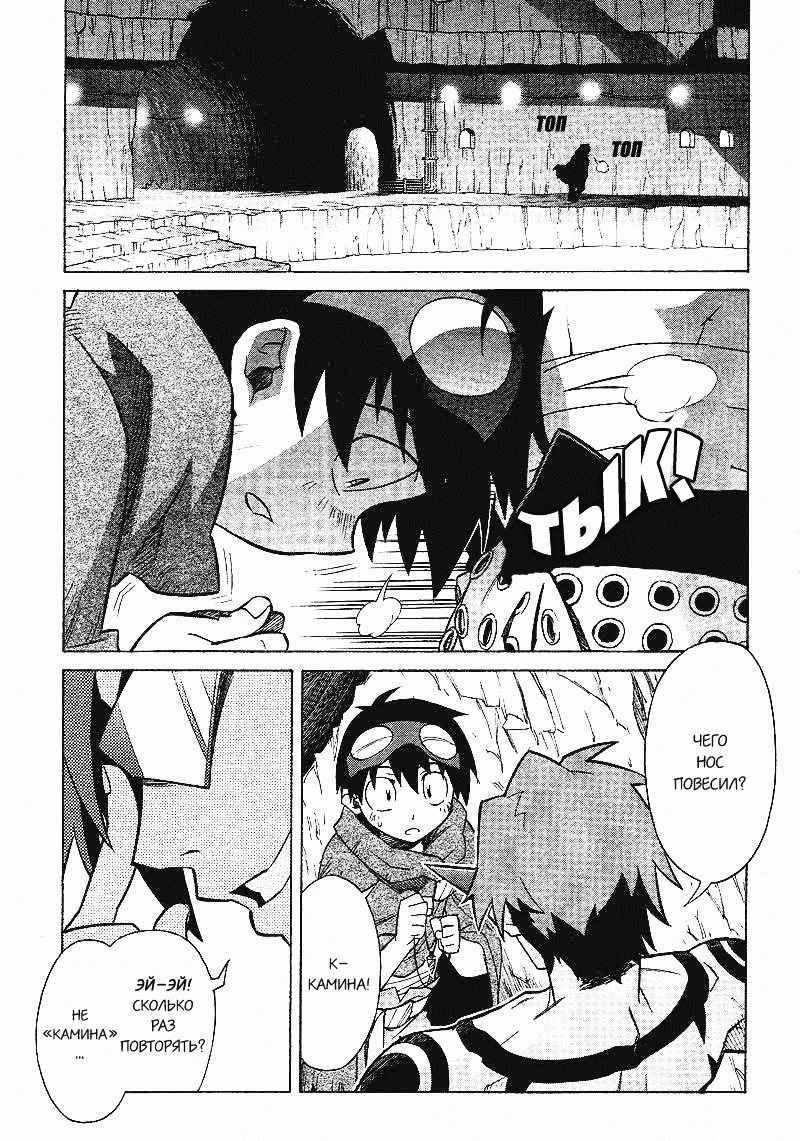 ТОП
ТОП
ТЫК!
ЧЕГО
НОС
ПОВЕСИЛ?
К–
КАМИНА!
ЭЙ–ЭЙ!
СКОЛЬКО
РАЗ
ПОВТОРЯТЬ?
НЕ
«КАМИНА»
...